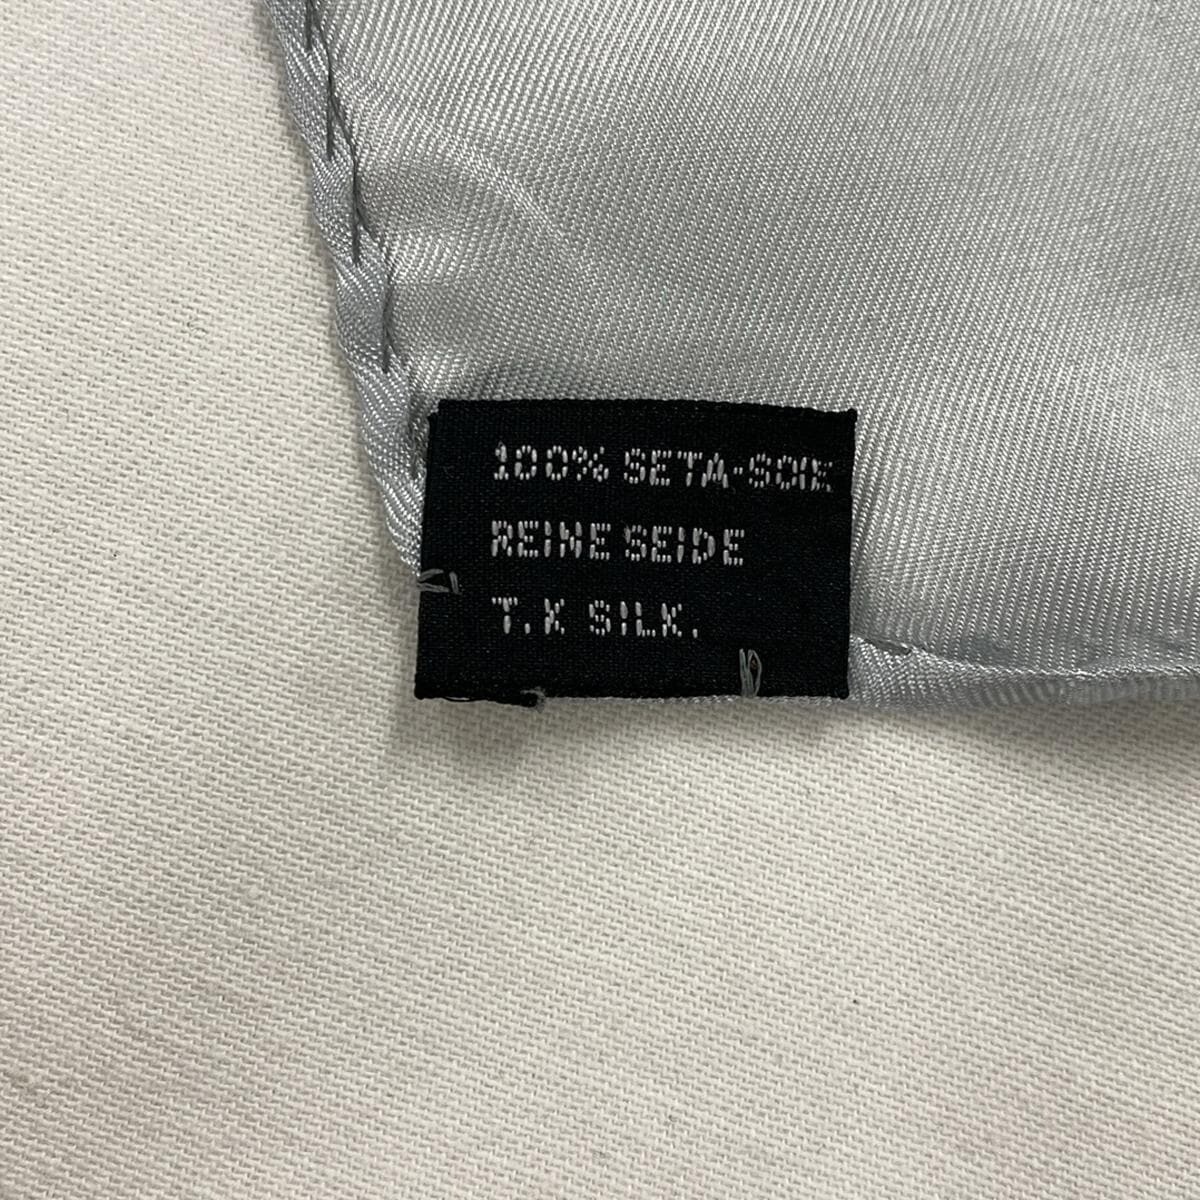 100% SETA-SOIE
REINE SEIDE
T.K SILK.